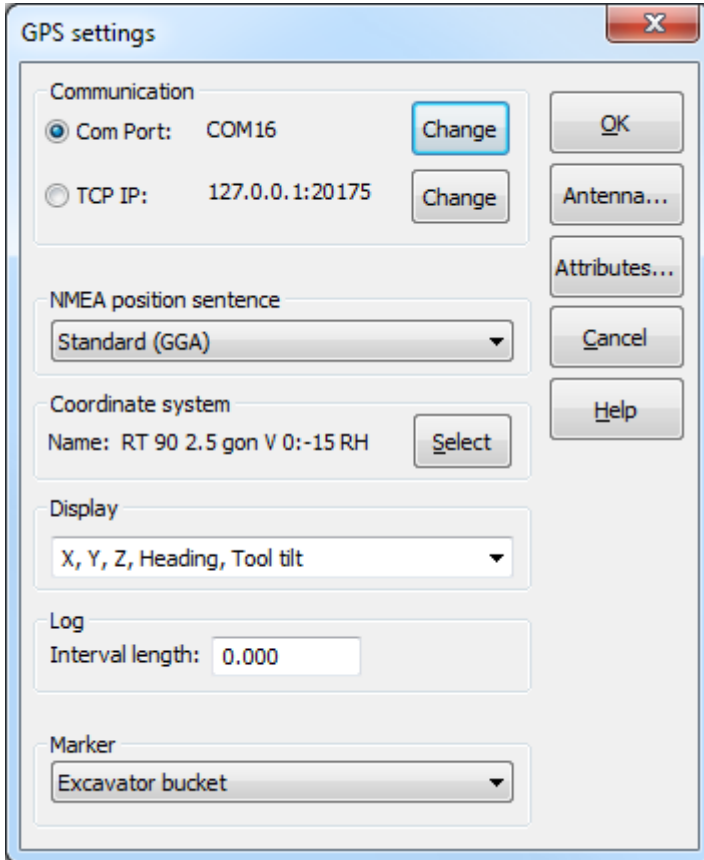 GPS settings
Communication
Com Port: COM16 Change
OK
TCP IP: 127.0.0.1:20175 Change
Antenna...
Attributes...
NMEA position sentence
Standard (GGA)
Cancel
Coordinate system
Name: RT 90 2.5 gon V 0:-15 RH Select
Help
Display
X, Y, Z, Heading, Tool tilt
Log
Interval length: 0.000
Marker
Excavator bucket